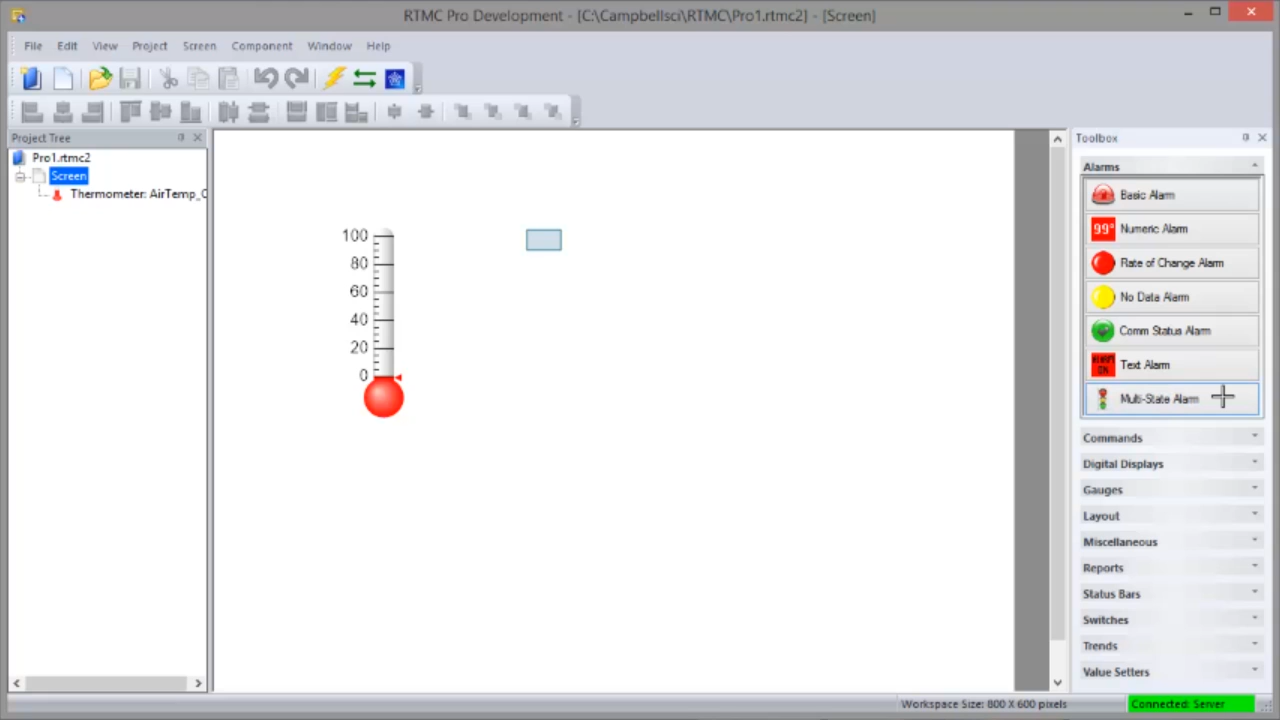 RTMC Pro Development - [C:\Campbellsci\RTMC\Pro1.rtmc2] - [Screen]
File Edit View Project Screen Component Window Help
Project Tree
Pro1.rtmc2
Screen
Thermometer: AirTemp_C
100
80
60
40
20
0
Toolbox
Alarms
Basic Alarm
99° Numeric Alarm
Rate of Change Alarm
No Data Alarm
Comm Status Alarm
ALARM ON Text Alarm
Multi-State Alarm
Commands
Digital Displays
Gauges
Layout
Miscellaneous
Reports
Status Bars
Switches
Trends
Value Setters
Workspace Size: 800 X 600 pixels
Connected: Server